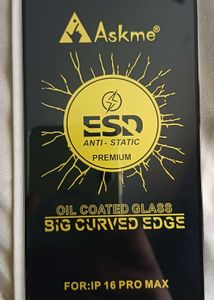 Askme®
ESD
ANTI - STATIC
PREMIUM
OIL COATED GLASS
BIG CURVED EDGE
FOR:IP 16 PRO MAX